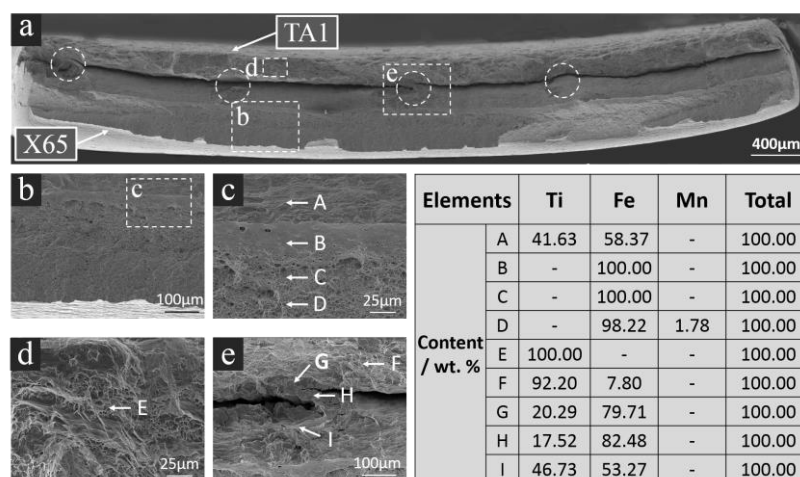 a
TA1
d
e
b
X65
400μm
b
c
100μm
c
A
B
C
D
25μm
d
E
25μm
e
G
F
H
I
100μm
Elements Ti Fe Mn Total
Content / wt. %
A 41.63 58.37 - 100.00
B - 100.00 - 100.00
C - 100.00 - 100.00
D - 98.22 1.78 100.00
E 100.00 - - 100.00
F 92.20 7.80 - 100.00
G 20.29 79.71 - 100.00
H 17.52 82.48 - 100.00
I 46.73 53.27 - 100.00